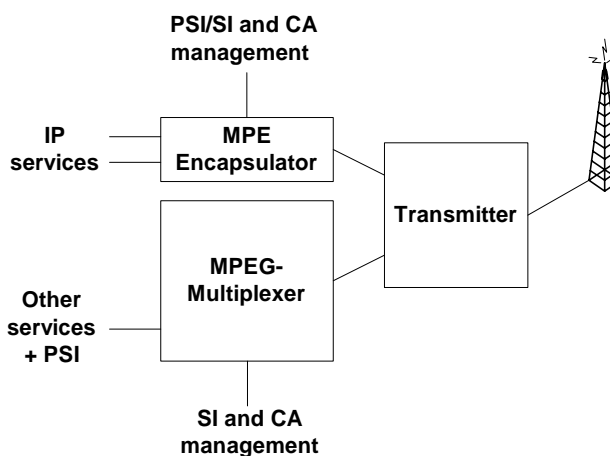 PSI/SI and CA
management
IP
services
MPE
Encapsulator
Transmitter
MPEG-
Multiplexer
Other
services
+ PSI
SI and CA
management